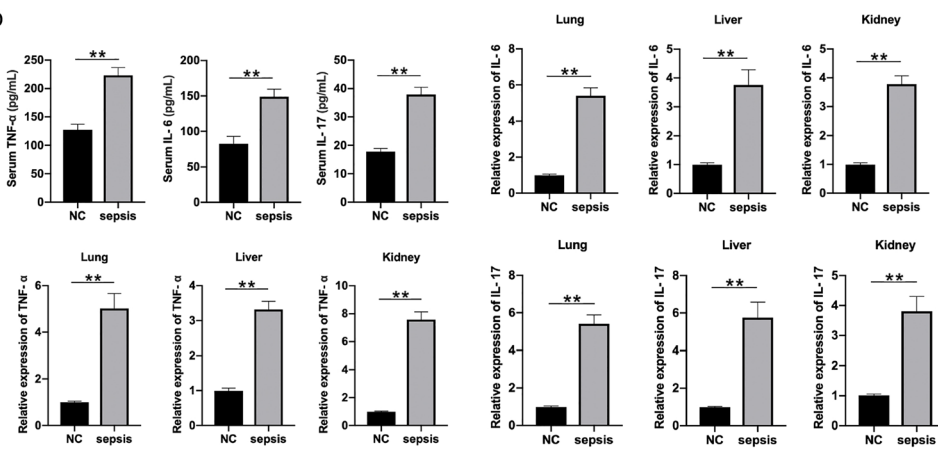 Serum TNF-α (pg/mL)
250
200
150
100
50
0
**
NC sepsis
Serum IL- 6 (pg/mL)
200
150
100
50
0
**
NC sepsis
Serum IL- 17 (pg/mL)
50
40
30
20
10
0
**
NC sepsis
Lung
Relative expression of IL- 6
8
6
4
2
0
**
NC sepsis
Liver
Relative expression of IL- 6
5
4
3
2
1
0
**
NC sepsis
Kidney
Relative expression of IL- 6
5
4
3
2
1
0
**
NC sepsis
Lung
Relative expression of TNF- α
6
4
2
0
**
NC sepsis
Liver
Relative expression of TNF- α
4
3
2
1
0
**
NC sepsis
Kidney
Relative expression of TNF- α
10
8
6
4
2
0
**
NC sepsis
Lung
Relative expression of IL- 17
8
6
4
2
0
**
NC sepsis
Liver
Relative expression of IL- 17
8
6
4
2
0
**
NC sepsis
Kidney
Relative expression of IL- 17
5
4
3
2
1
0
**
NC sepsis